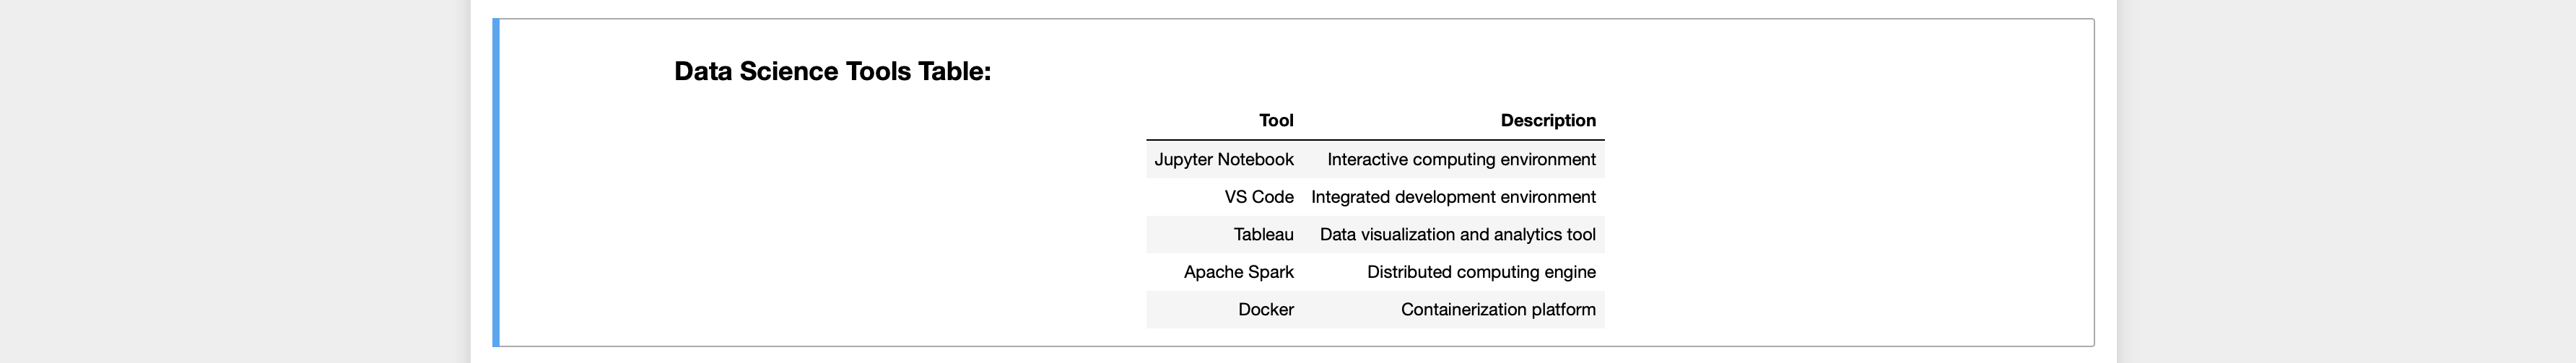 Data Science Tools Table:
Tool Description
Jupyter Notebook Interactive computing environment
VS Code Integrated development environment
Tableau Data visualization and analytics tool
Apache Spark Distributed computing engine
Docker Containerization platform